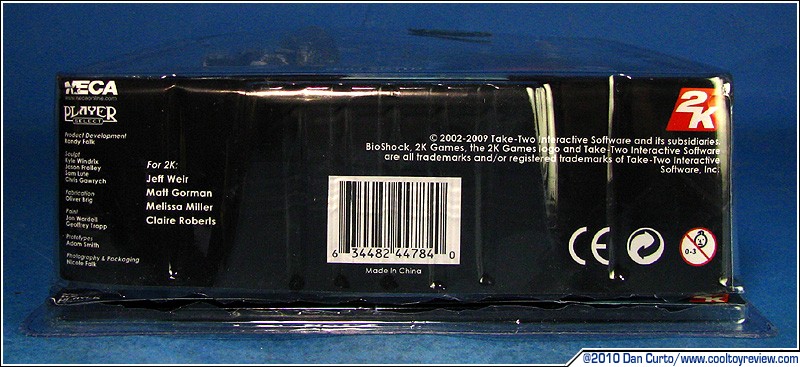 NECA
www.necaonline.com
PLAYER
SELECT
Product Development
Randy Falk
Sculpt
Kyle Windrix
Jason Frailey
Sam Lute
Chris Gawrych
Fabrication
Oliver Brig
Paint
Jon Wardell
Geoffrey Trapp
Prototypes
Adam Smith
Photography & Packaging
Nicole Falk
For 2K:
Jeff Weir
Matt Gorman
Melissa Miller
Claire Roberts
2K
© 2002-2009 Take-Two Interactive Software and its subsidiaries.
BioShock, 2K Games, the 2K Games logo and Take-Two Interactive Software
are all trademarks and/or registered trademarks of Take-Two Interactive
Software, Inc.
6 34482 44784 0
Made in China
CE
0-3
©2010 Dan Curto/www.cooltoyreview.com